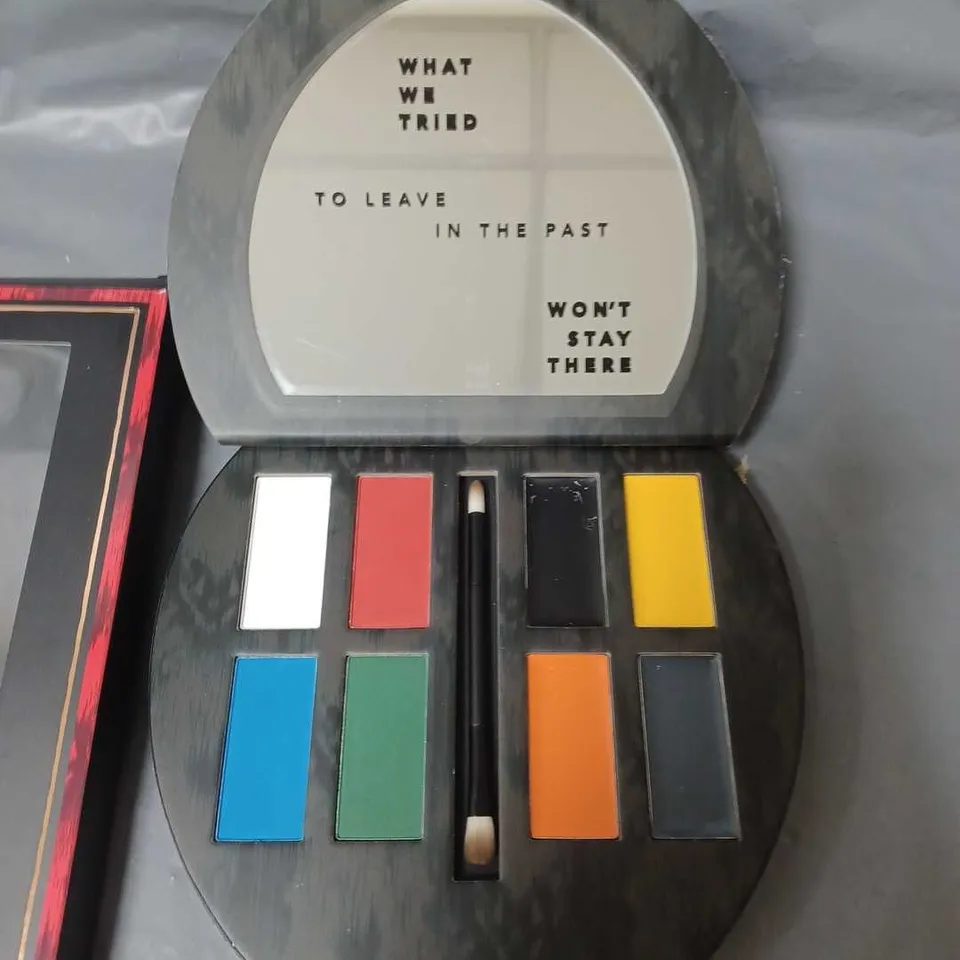 WHAT
WE
TRIED
TO LEAVE
IN THE PAST
WON'T
STAY
THERE